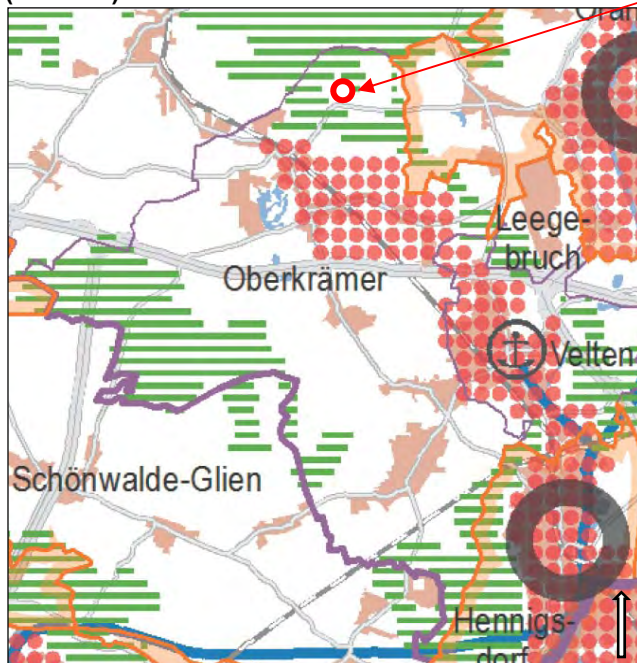 Leege-
bruch
Oberkrämer
Velten
Schönwalde-Glien
Hennigs-
dorf